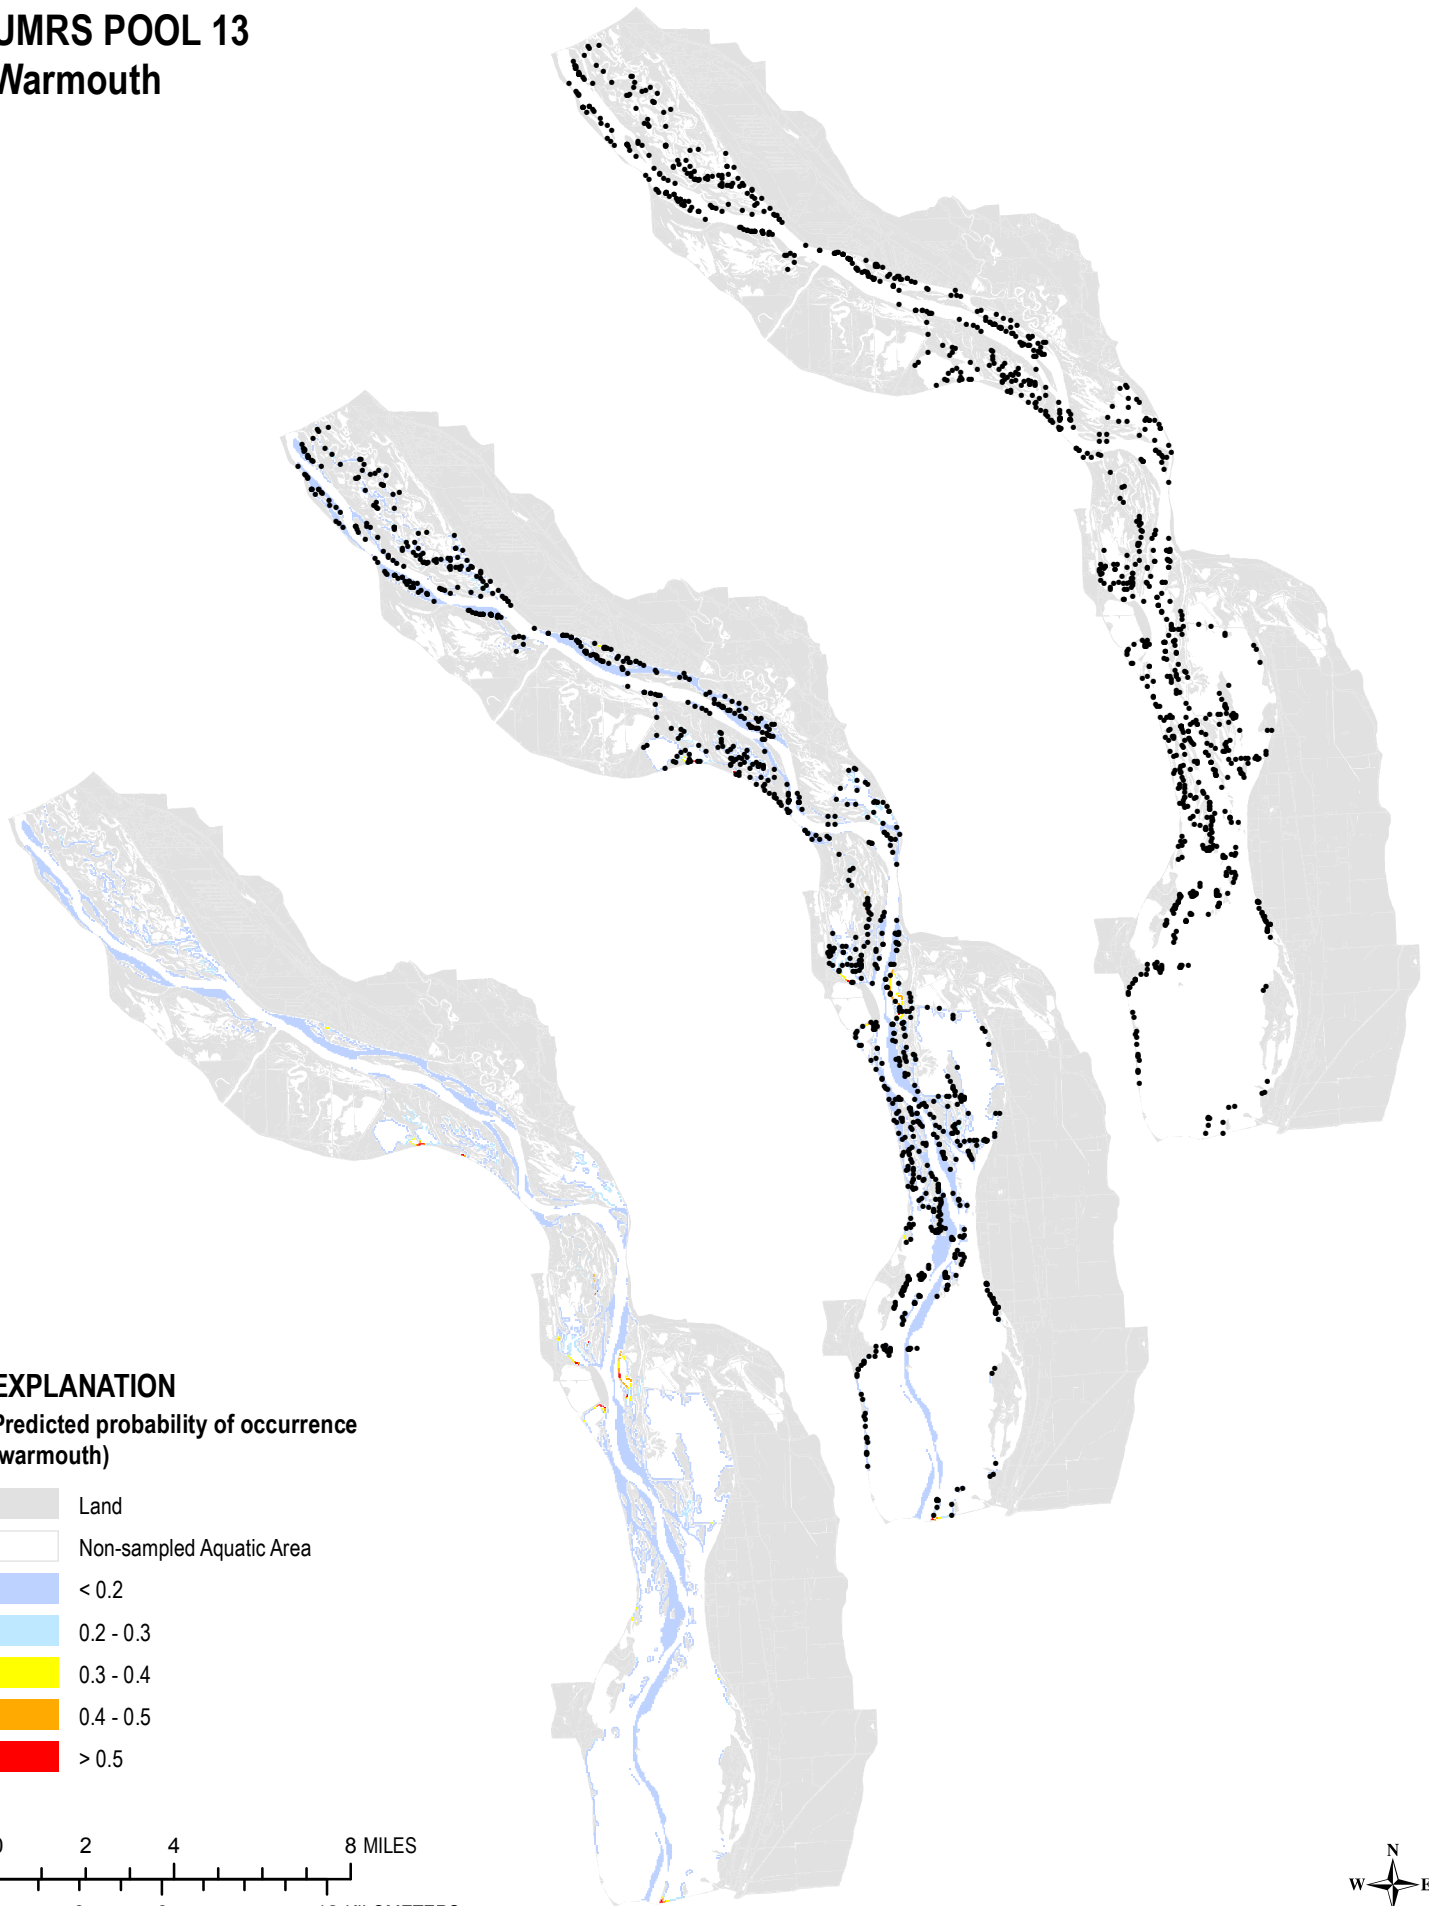 UMRS POOL 13
Warmouth
EXPLANATION
Predicted probability of occurrence
(warmouth)
Land
Non-sampled Aquatic Area
< 0.2
0.2 - 0.3
0.3 - 0.4
0.4 - 0.5
> 0.5
0 2 4 8 MILES
KILOMETERS
N
W E